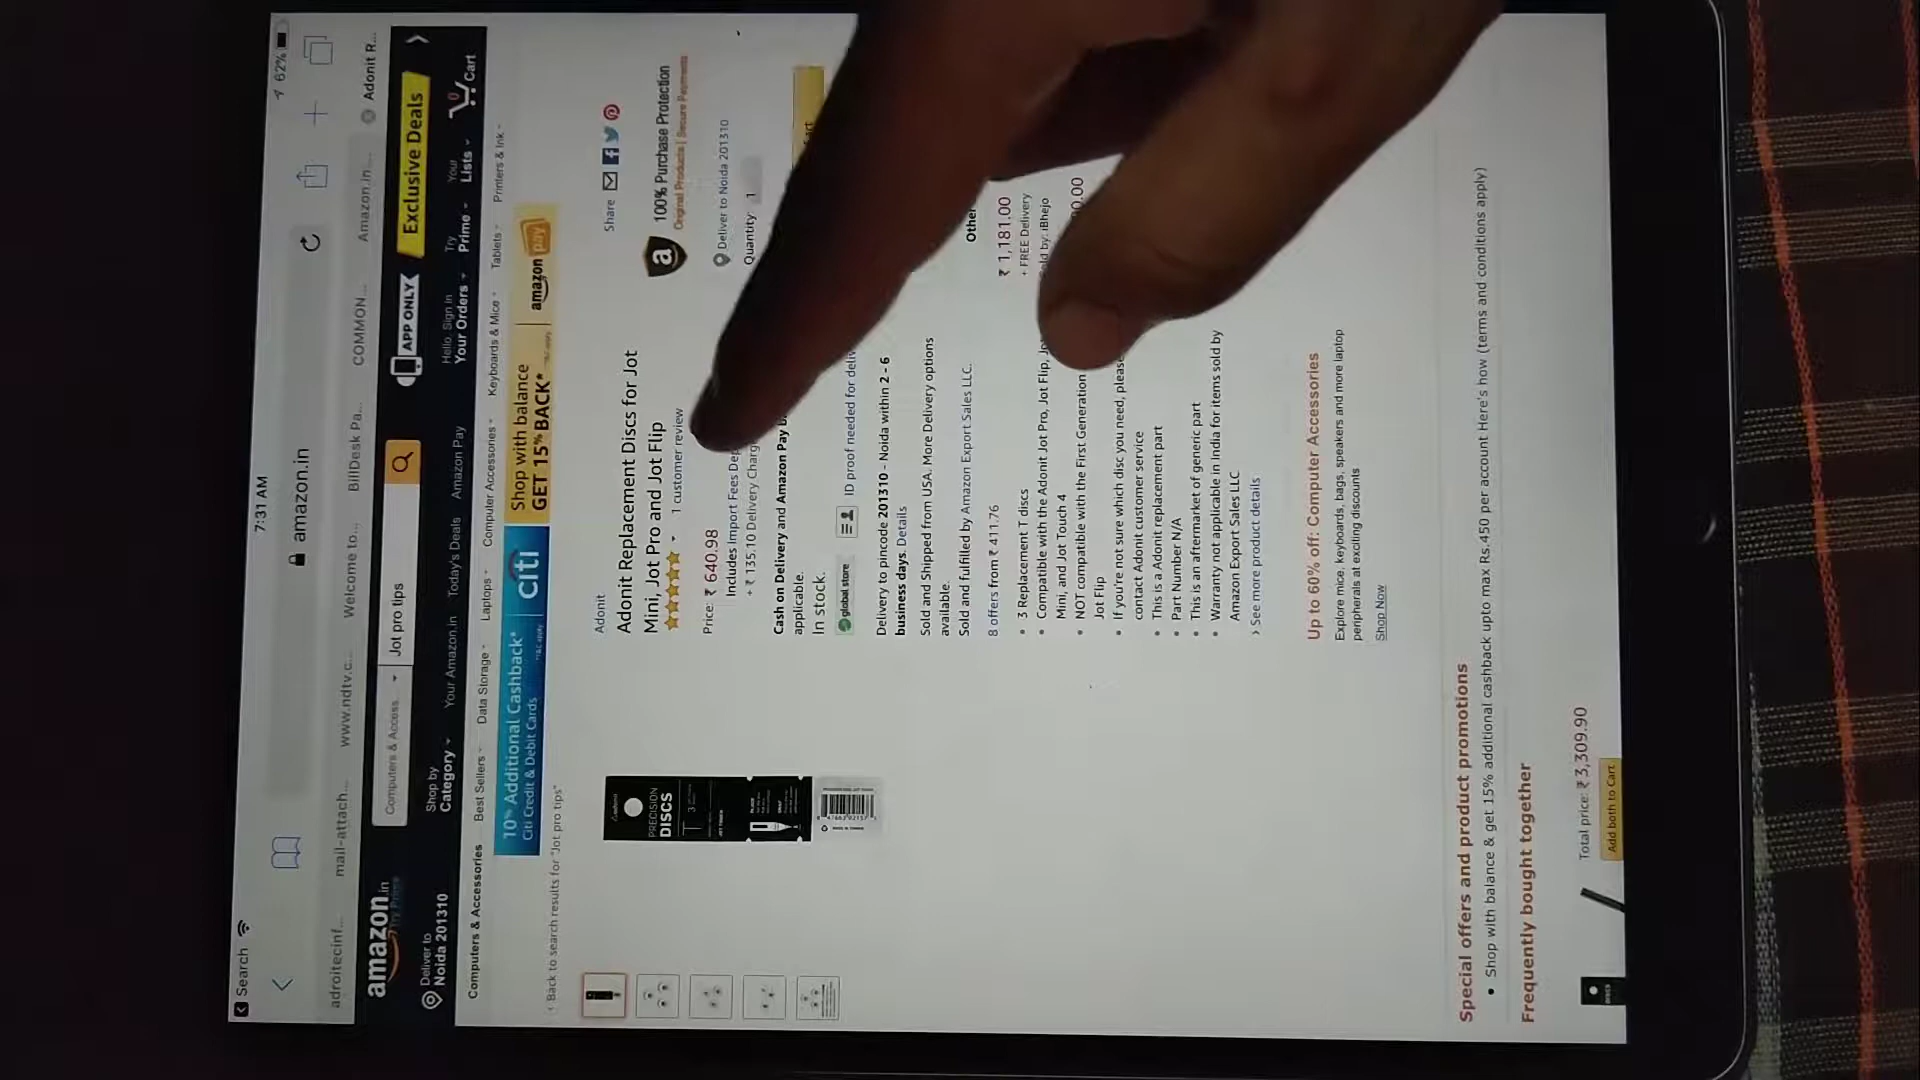 Search
7:31 AM
62%
amazon.in
adroitecinf...
mail-attach...
www.ndtv.c...
Welcome to...
BillDesk Pa...
COMMON...
Amazon.in...
Adonit R...
amazon.in
Try Prime
Computers & Access...
Jot pro tips
APP ONLY
Exclusive Deals
Deliver to
Noida 201310
Shop by
Category
Your Amazon.in
Today's Deals
Amazon Pay
Hello. Sign in
Your Orders
Try
Prime
Your
Lists
0
Cart
Computers & Accessories
Best Sellers
Data Storage
Laptops
Computer Accessories
Keyboards & Mice
Tablets
Printers & Ink
10% Additional Cashback*
Citi Credit & Debit Cards
*T&C apply
citi
Shop with balance
GET 15% BACK*
amazon pay
‹ Back to search results for "Jot pro tips"
PRECISION
DISCS
3
Adonit
Adonit Replacement Discs for Jot
Mini, Jot Pro and Jot Flip
1 customer review
Price: ₹ 640.98
Includes Import Fees
+ ₹ 135.10 Delivery
Cash on Delivery and Amazon Pay
applicable.
In stock.
global store
ID proof needed for
Delivery to pincode 201310 - Noida within 2 - 6
business days. Details
Sold and Shipped from USA. More Delivery options
available.
Sold and fulfilled by Amazon Export Sales LLC.
8 offers from ₹ 411.76
• 3 Replacement T discs
• Compatible with the Adonit Jot Pro, Jot Flip,
Mini, and Jot Touch 4
• NOT compatible with the First Generation
Jot Flip
• If you're not sure which disc you need, please
contact Adonit customer service
• This is a Adonit replacement part
• Part Number N/A
• This is an aftermarket of generic part
• Warranty not applicable in India for items sold by
Amazon Export Sales LLC
› See more product details
Up to 60% off: Computer Accessories
Explore mice, keyboards, bags, speakers and more laptop
peripherals at exciting discounts
Shop Now
Share
a
100% Purchase Protection
Original Products | Secure Payments
Deliver to Noida 201310
Quantity: 1
Other
₹ 1,181.00
+ FREE Delivery
by: iBhejo
Special offers and product promotions
• Shop with balance & get 15% additional cashback upto max Rs.450 per account Here's how (terms and conditions apply)
Frequently bought together
Total price: ₹ 3,309.90
Add both to Cart
DISCS